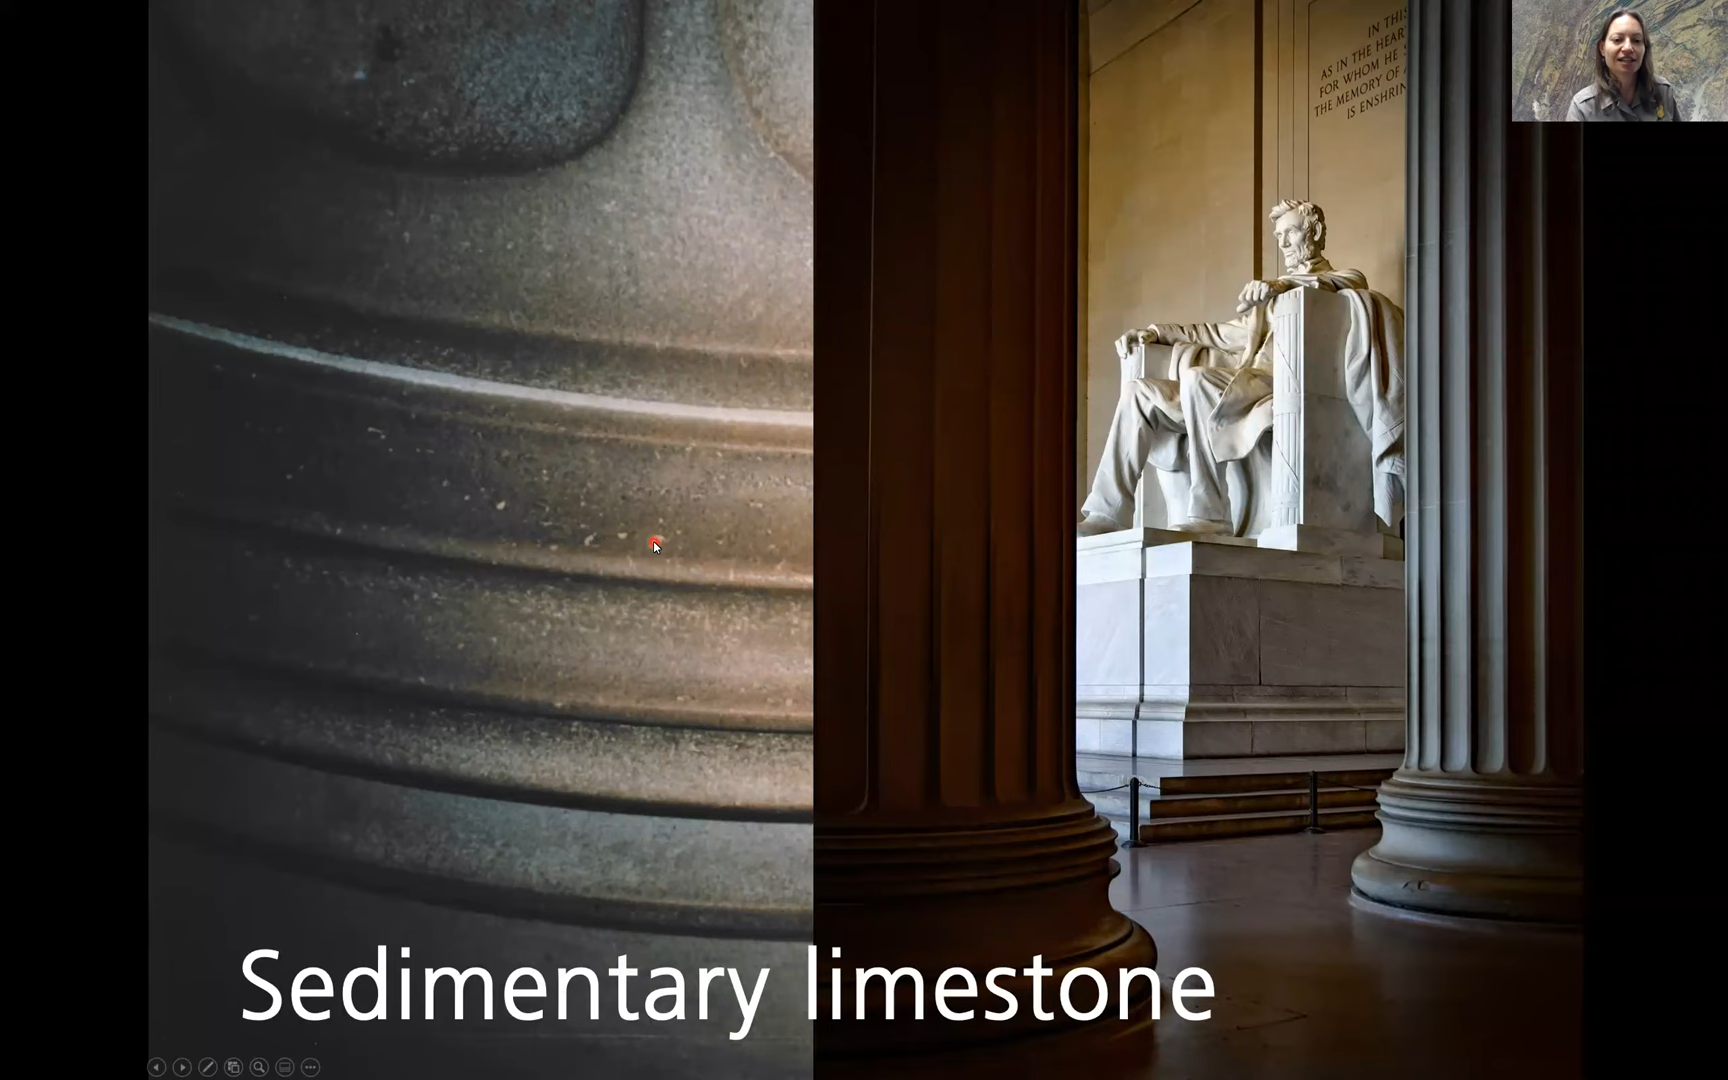 IN THIS
AS IN THE HEAR
FOR WHOM HE
THE MEMORY OF
IS ENSHRIN
Sedimentary limestone